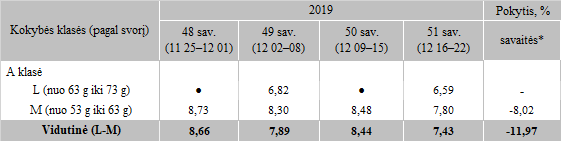 Kokybės klasės (pagal svorį) 2019 Pokytis, %
48 sav. (11 25–12 01) 49 sav. (12 02–08) 50 sav. (12 09–15) 51 sav. (12 16–22) savaitės*
A klasė
L (nuo 63 g iki 73 g) ● 6,82 ● 6,59 -
M (nuo 53 g iki 63 g) 8,73 8,30 8,48 7,80 -8,02
Vidutinė (L-M) 8,66 7,89 8,44 7,43 -11,97